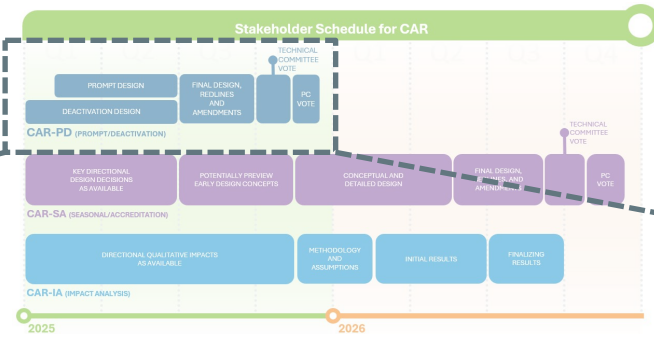 Stakeholder Schedule for CAR
TECHNICAL
COMMITTEE
VOTE
PROMPT DESIGN
DEACTIVATION DESIGN
FINAL DESIGN,
REDLINES
AND
AMENDMENTS
PC
VOTE
CAR-PD (PROMPT/DEACTIVATION)
TECHNICAL
COMMITTEE
VOTE
KEY DIRECTIONAL
DESIGN DECISIONS
AS AVAILABLE
POTENTIALLY PREVIEW
EARLY DESIGN CONCEPTS
CONCEPTUAL AND
DETAILED DESIGN
FINAL DESIGN,
REDLINES, AND
AMENDMENTS
PC
VOTE
CAR-SA (SEASONAL/ACCREDITATION)
DIRECTIONAL QUALITATIVE IMPACTS
AS AVAILABLE
METHODOLOGY
AND
ASSUMPTIONS
INITIAL RESULTS
FINALIZING
RESULTS
CAR-IA (IMPACT ANALYSIS)
2025
2026